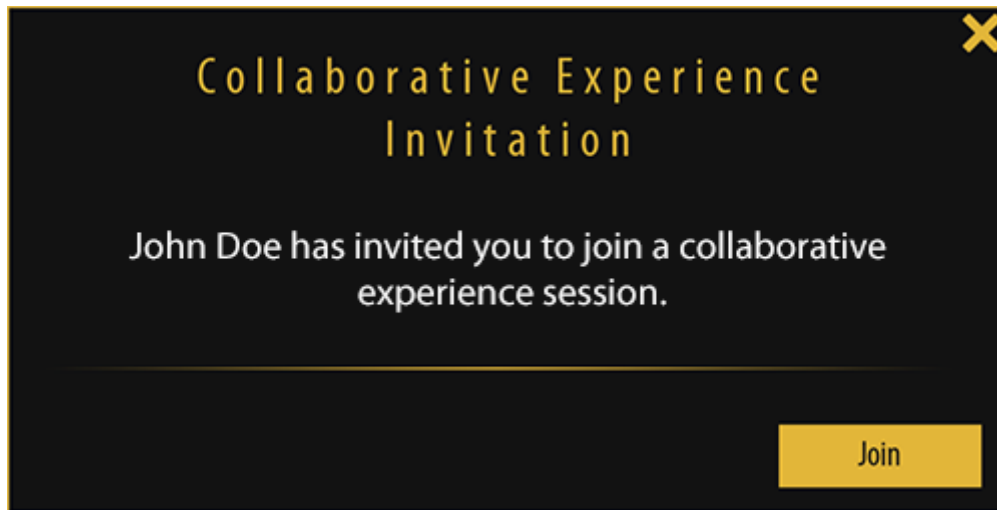 Collaborative Experience
Invitation
John Doe has invited you to join a collaborative
experience session.
Join